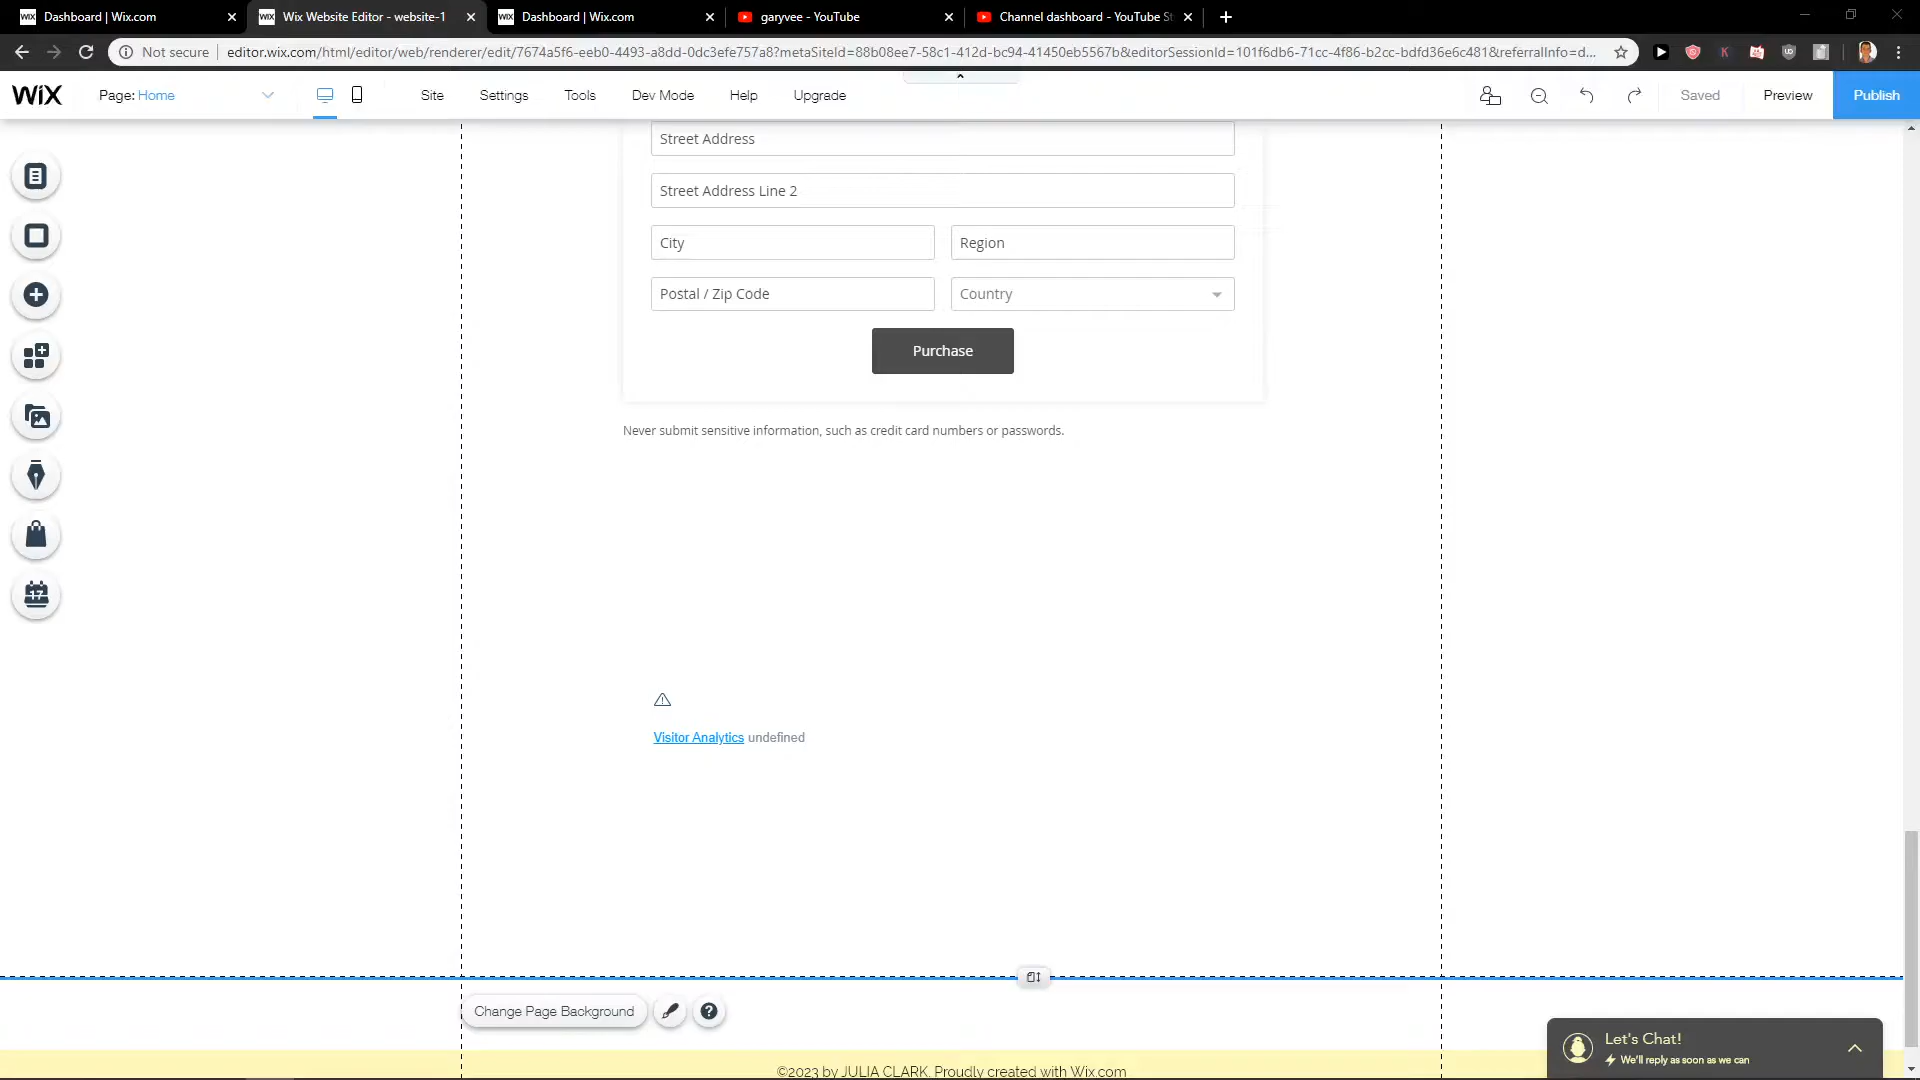 Dashboard | Wix.com
Wix Website Editor - website-1
Dashboard | Wix.com
garyvee - YouTube
Channel dashboard - YouTube St
Not secure
editor.wix.com/html/editor/web/renderer/edit/7674a5f6-eeb0-4493-a8dd-0dc3efe757a8?metaSiteId=88b08ee7-58c1-412d-bc94-41450eb5567b&editorSessionId=101f6db6-71cc-4f86-b2cc-bdfd36e6c481&referralInfo=d...
WiX
Page: Home
Site
Settings
Tools
Dev Mode
Help
Upgrade
Saved
Preview
Publish
Street Address
Street Address Line 2
City
Region
Postal / Zip Code
Country
Purchase
Never submit sensitive information, such as credit card numbers or passwords.
17
Visitor Analytics undefined
Change Page Background
?
Let's Chat!
We'll reply as soon as we can
©2023 by JULIA CLARK. Proudly created with Wix.com